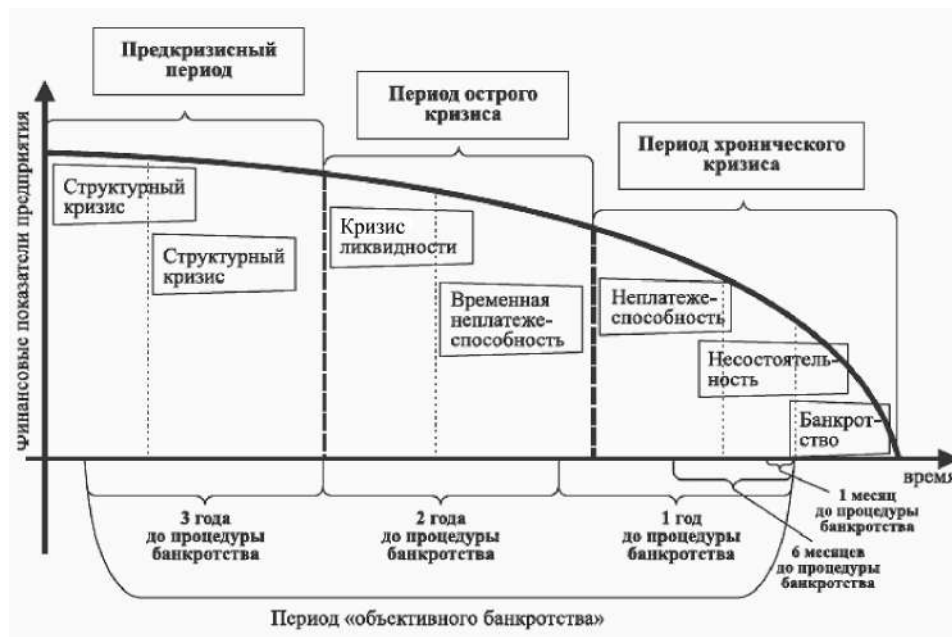 Предкризисный
период
Период острого
кризиса
Период хронического
кризиса
Финансовые показатели предприятия
Структурный
кризис
Структурный
кризис
Кризис
ликвидности
Временная
неплатеже-
способность
Неплатеже-
способность
Несостоятель-
ность
Банкрот-
ство
время
3 года
до процедуры
банкротства
2 года
до процедуры
банкротства
1 год
до процедуры
банкротства
1 месяц
до процедуры
банкротства
6 месяцев
до процедуры
банкротства
Период «объективного банкротства»